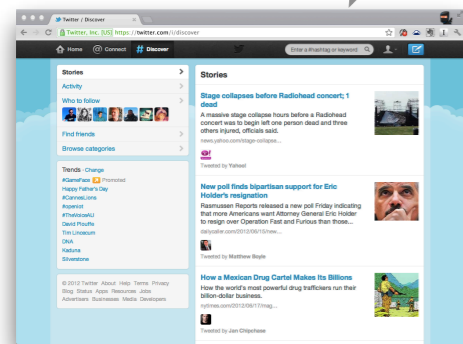 Twitter / Discover
Twitter, Inc. [US] https://twitter.com/i/discover
Home @ Connect # Discover
Enter a #hashtag or keyword
Stories
Activity
Who to follow
Find friends
Browse categories
Trends · Change
#GameFace Promoted
Happy Father's Day
#CannesLions
#openiot
#TheVoiceAU
David Plouffe
Tim Lincecum
DNA
Kaduna
Silverstone
© 2012 Twitter About Help Terms Privacy
Blog Status Apps Resources Jobs
Advertisers Businesses Media Developers
Stories
Stage collapses before Radiohead concert; 1
dead
A massive stage collapse hours before a Radiohead
concert was to begin left one person dead and three
others injured, officials said.
news.yahoo.com/stage-collapse...
Tweeted by Yahoo!
New poll finds bipartisan support for Eric
Holder's resignation
Rasmussen Reports released a new poll Friday indicating
that more Americans want Attorney General Eric Holder
to resign over Operation Fast and Furious than those...
dailycaller.com/2012/06/15/new...
Tweeted by Matthew Boyle
How a Mexican Drug Cartel Makes Its Billions
How the world's most powerful drug traffickers run their
billion-dollar business.
nytimes.com/2012/06/17/mag...
Tweeted by Jan Chipchase